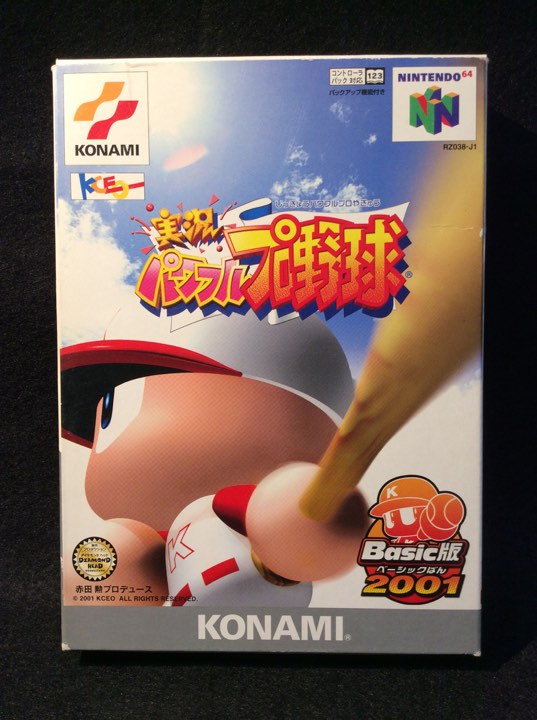 KONAMI
KCEO
コントローラ
パック 対応
123
バックアップ機能付き
NINTENDO 64
RZ038-J1
じっきょうパワフルプロやきゅう
実況
パワフル
プロ野球®
K
K
Basic版
ベーシックばん
2001
DIAMOND
HEAD
赤田 勲プロデュース
© 2001 KCEO ALL RIGHTS RESERVED.
KONAMI®